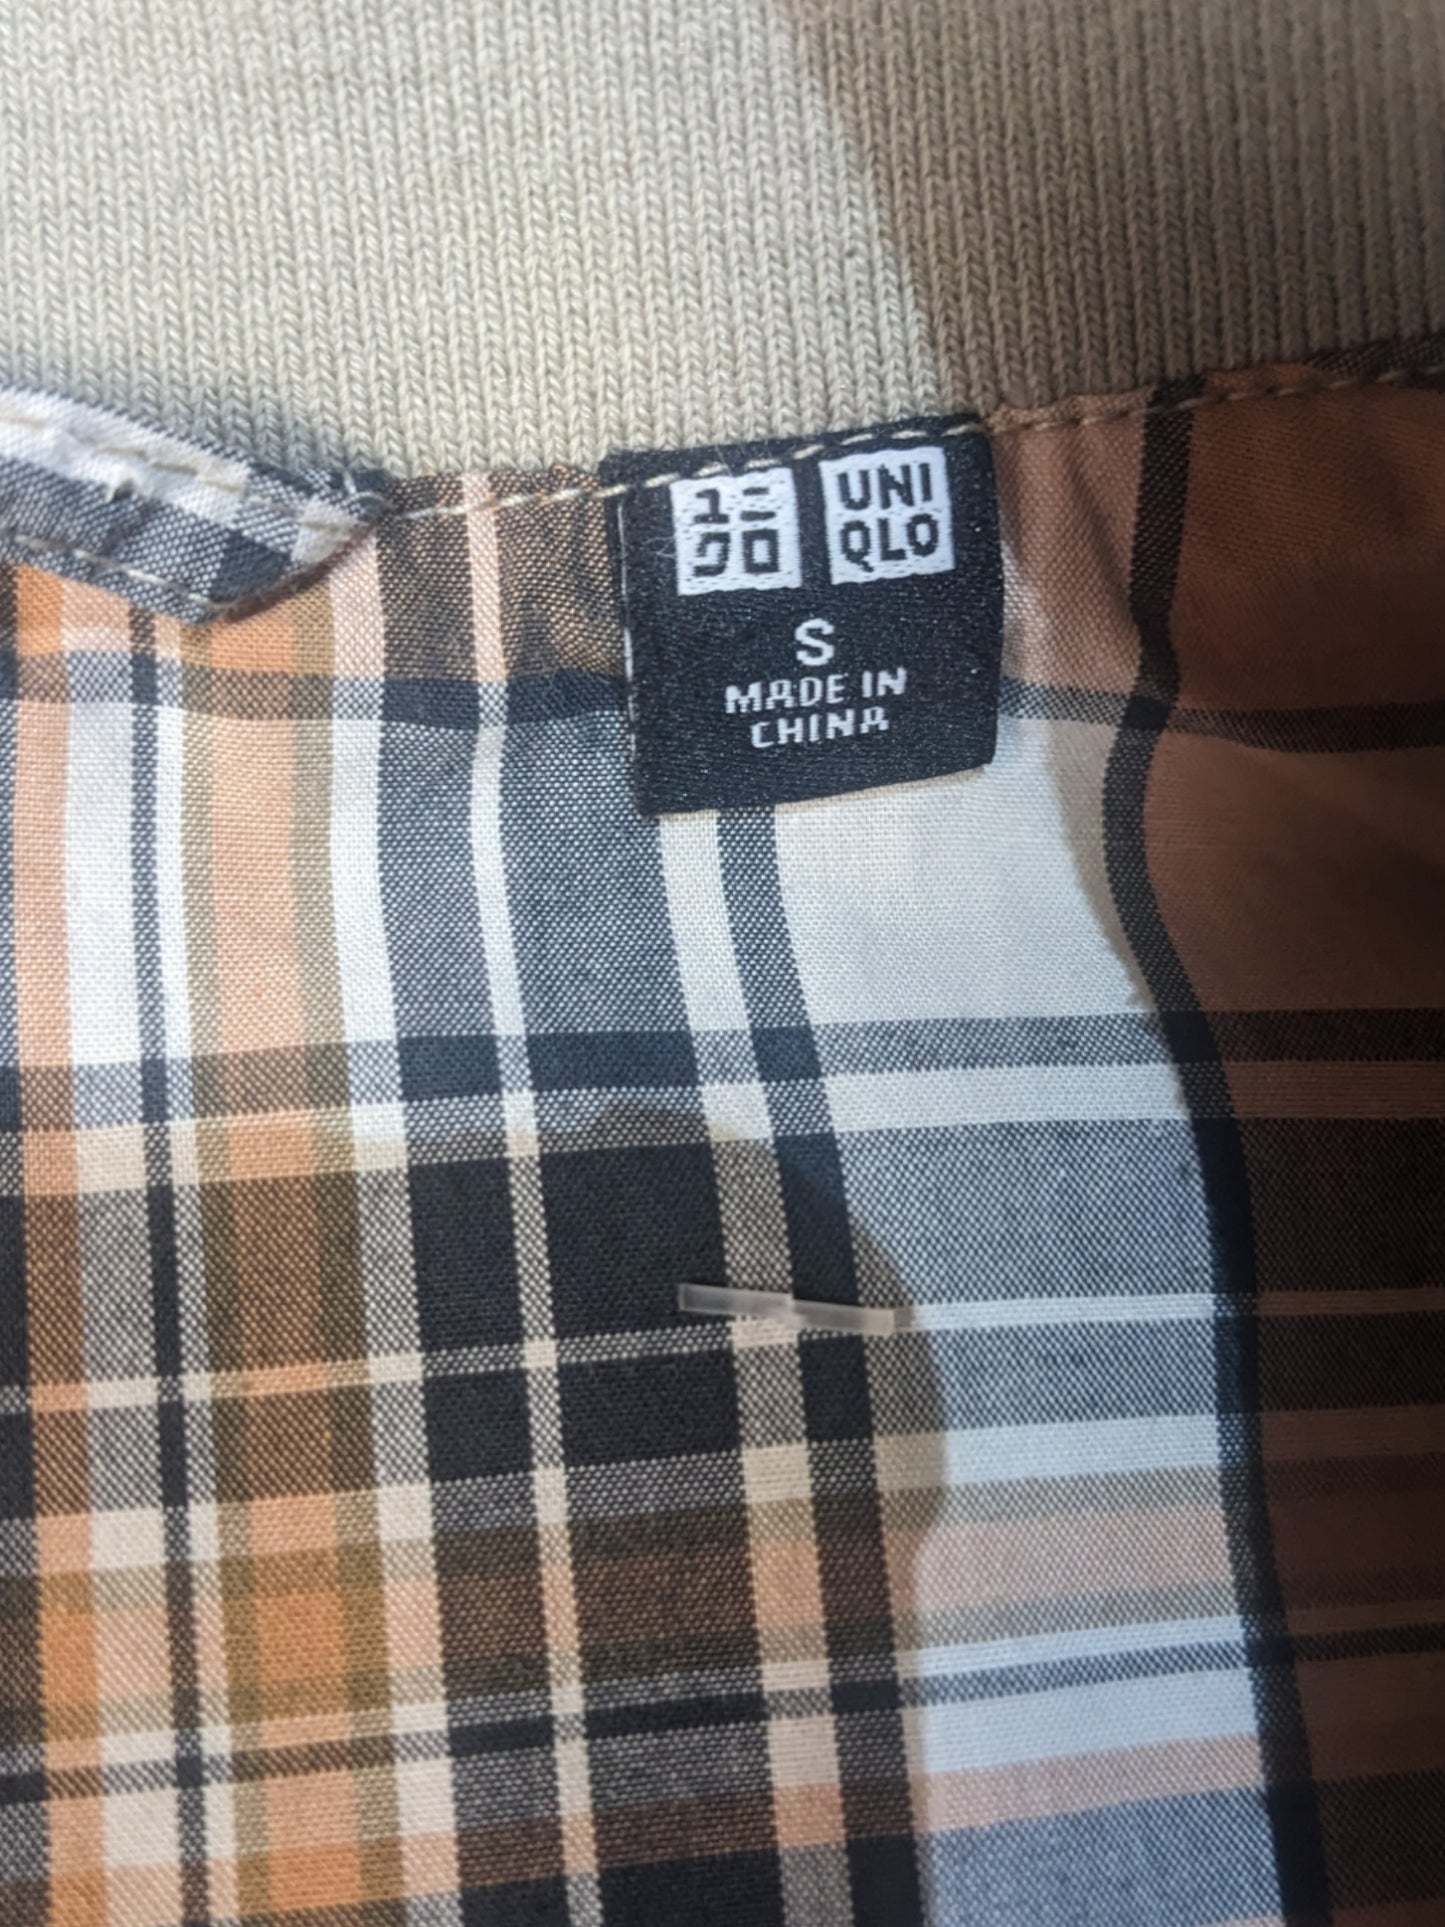 ユニ UNI
クロ QLO
S
MADE IN
CHINA